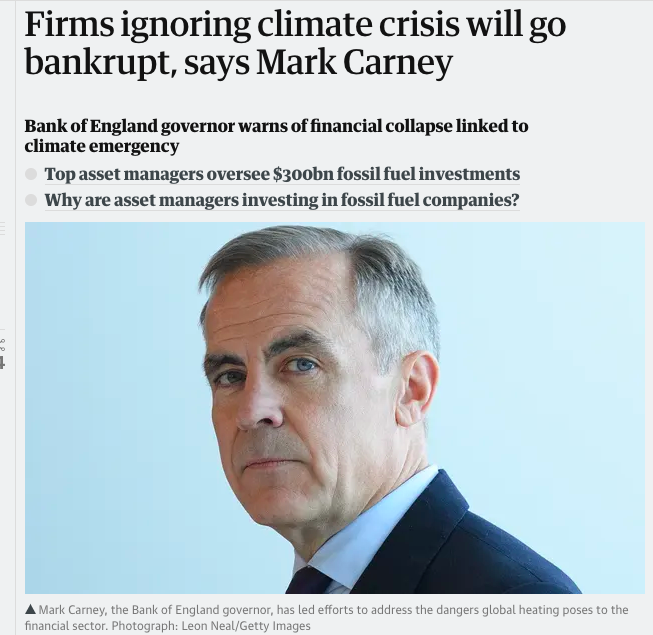 Firms ignoring climate crisis will go
bankrupt, says Mark Carney
Bank of England governor warns of financial collapse linked to
climate emergency
Top asset managers oversee $300bn fossil fuel investments
Why are asset managers investing in fossil fuel companies?
▲ Mark Carney, the Bank of England governor, has led efforts to address the dangers global heating poses to the
financial sector. Photograph: Leon Neal/Getty Images